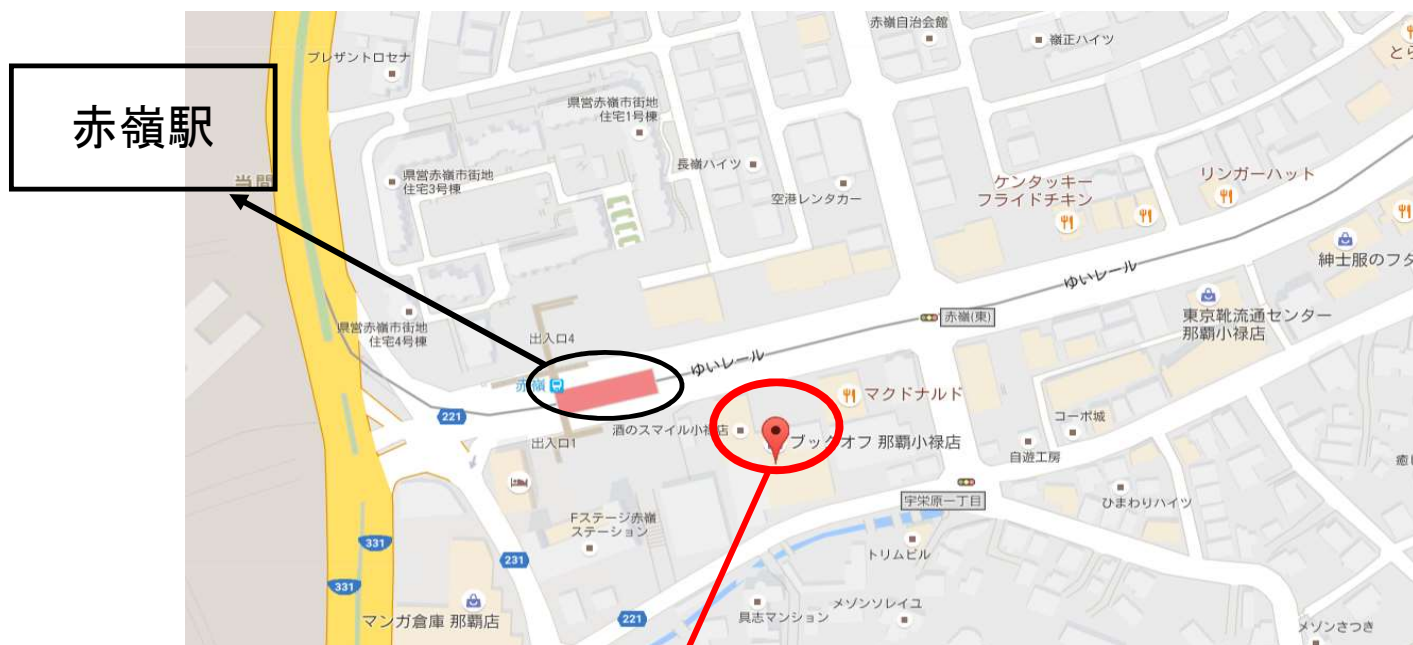 赤嶺自治会館
嶺正ハイツ
とら
プレザントロセナ
赤嶺駅
県営赤嶺市街地
住宅1号棟
長嶺ハイツ
当間
県営赤嶺市街地
住宅3号棟
空港レンタカー
ケンタッキー
フライドチキン
リンガーハット
紳士服のフタ
ゆいレール
東京靴流通センター
那覇小禄店
県営赤嶺市街地
住宅4号棟
出入口4
赤嶺(東)
ゆいレール
赤嶺
マクドナルド
221
出入口1
酒のスマイル小禄店
ブックオフ 那覇小禄店
コーポ城
自遊工房
癒し
宇栄原一丁目
ひまわりハイツ
Fステージ赤嶺
ステーション
331
231
トリムビル
331
マンガ倉庫 那覇店
221
具志マンション
メゾンソレイユ
メゾンさつき